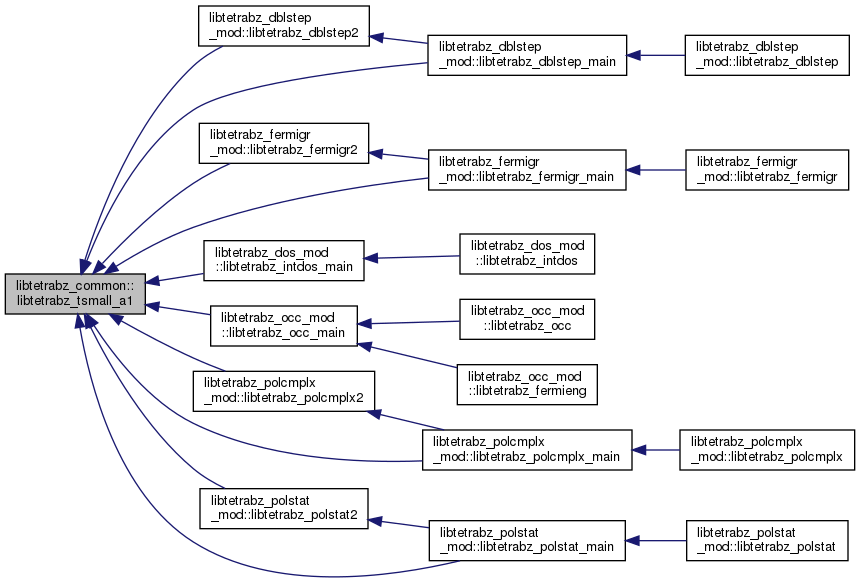 libtetrabz_dblstep
_mod::libtetrabz_dblstep2
libtetrabz_dblstep
_mod::libtetrabz_dblstep_main
libtetrabz_dblstep
_mod::libtetrabz_dblstep
libtetrabz_fermigr
_mod::libtetrabz_fermigr2
libtetrabz_fermigr
_mod::libtetrabz_fermigr_main
libtetrabz_fermigr
_mod::libtetrabz_fermigr
libtetrabz_dos_mod
::libtetrabz_intdos_main
libtetrabz_dos_mod
::libtetrabz_intdos
libtetrabz_common::
libtetrabz_tsmall_a1
libtetrabz_occ_mod
::libtetrabz_occ_main
libtetrabz_occ_mod
::libtetrabz_occ
libtetrabz_occ_mod
::libtetrabz_fermieng
libtetrabz_polcmplx
_mod::libtetrabz_polcmplx2
libtetrabz_polcmplx
_mod::libtetrabz_polcmplx_main
libtetrabz_polcmplx
_mod::libtetrabz_polcmplx
libtetrabz_polstat
_mod::libtetrabz_polstat2
libtetrabz_polstat
_mod::libtetrabz_polstat_main
libtetrabz_polstat
_mod::libtetrabz_polstat